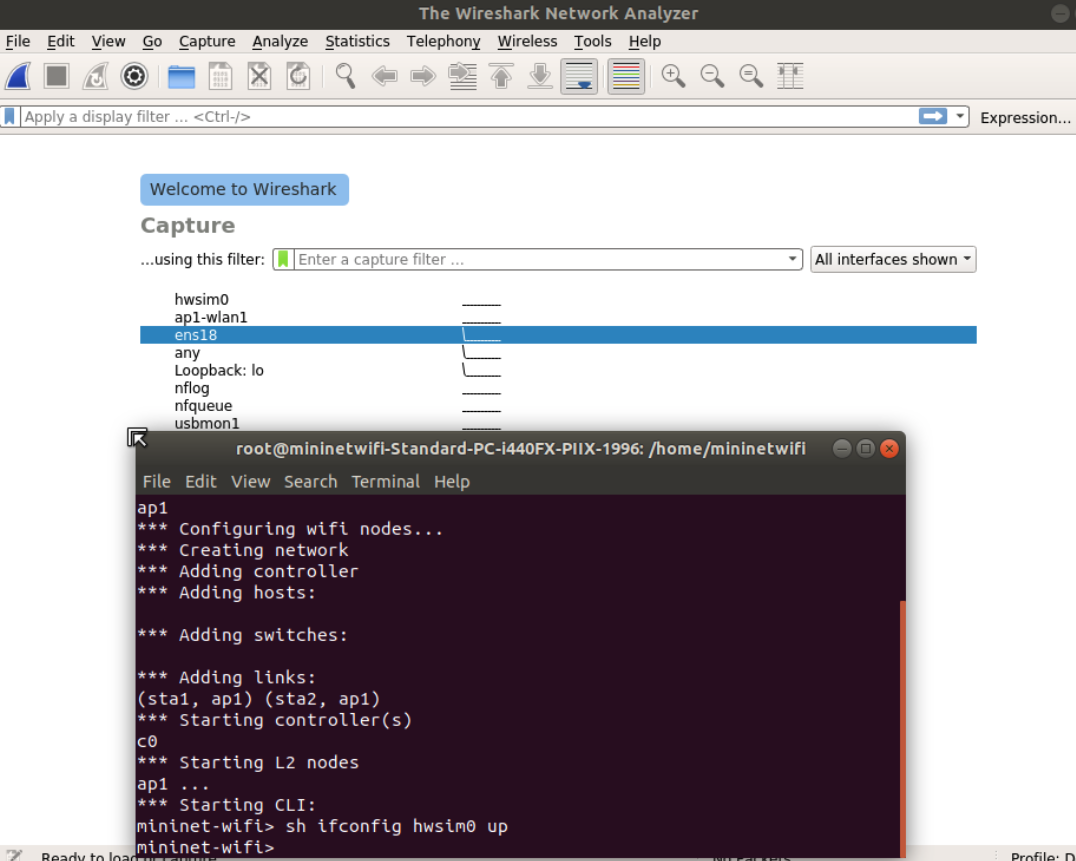 The Wireshark Network Analyzer
File Edit View Go Capture Analyze Statistics Telephony Wireless Tools Help
Apply a display filter ... <Ctrl-/> Expression...
Welcome to Wireshark
Capture
...using this filter: Enter a capture filter ... All interfaces shown
hwsim0
ap1-wlan1
ens18
any
Loopback: lo
nflog
nfqueue
usbmon1
root@mininetwifi-Standard-PC-i440FX-PIIX-1996: /home/mininetwifi
File Edit View Search Terminal Help
ap1
*** Configuring wifi nodes...
*** Creating network
*** Adding controller
*** Adding hosts:
*** Adding switches:
*** Adding links:
(sta1, ap1) (sta2, ap1)
*** Starting controller(s)
c0
*** Starting L2 nodes
ap1 ...
*** Starting CLI:
mininet-wifi> sh ifconfig hwsim0 up
mininet-wifi>
Ready to load or capture No Packets Profile: D